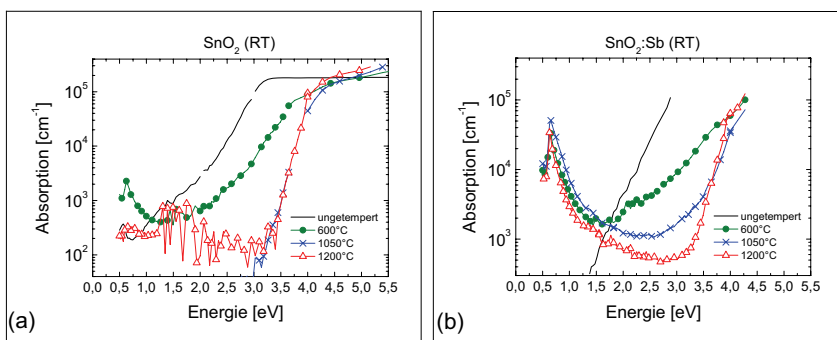 SnO2 (RT)
Absorption [cm-1]
10^5
10^4
10^3
10^2
ungetempert
600°C
1050°C
1200°C
0,0 0,5 1,0 1,5 2,0 2,5 3,0 3,5 4,0 4,5 5,0 5,5
Energie [eV]
(a)
SnO2:Sb (RT)
Absorption [cm-1]
10^5
10^4
10^3
ungetempert
600°C
1050°C
1200°C
0,0 0,5 1,0 1,5 2,0 2,5 3,0 3,5 4,0 4,5 5,0 5,5
Energie [eV]
(b)